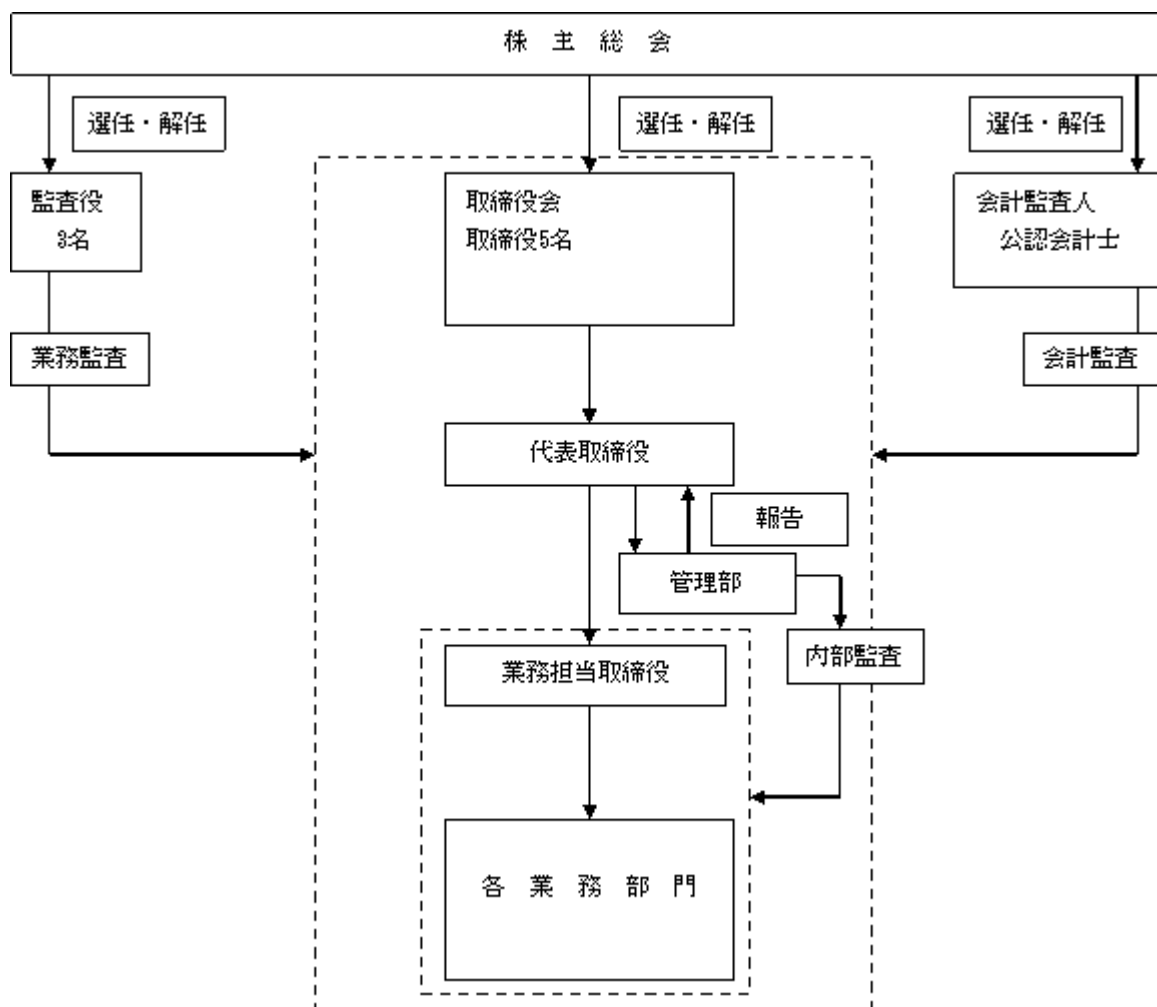 株主総会
選任・解任
選任・解任
選任・解任
監査役
3名
取締役会
取締役5名
会計監査人
公認会計士
業務監査
会計監査
代表取締役
報告
管理部
内部監査
業務担当取締役
各業務部門